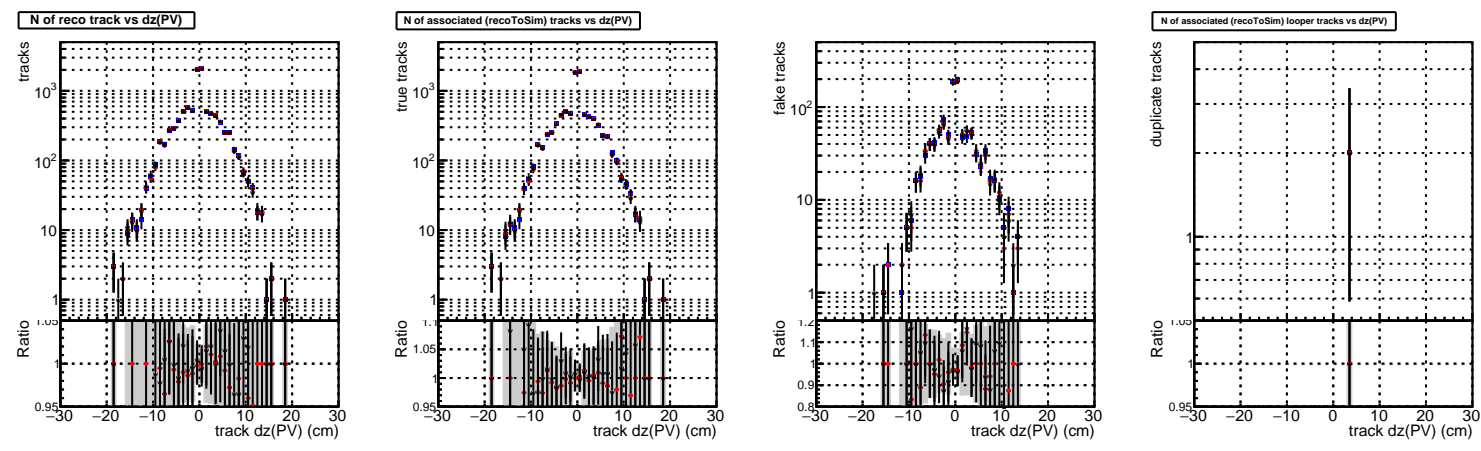 N of reco track vs dz(PV)
tracks
10³
10²
10
1
1.05
Ratio
1
0.95
−30 −20 −10 0 10 20 30
track dz(PV) (cm)
N of associated (recoToSim) tracks vs dz(PV)
true tracks
10³
10²
10
1
1.1
Ratio
1.05
1
0.95
−30 −20 −10 0 10 20 30
track dz(PV) (cm)
fake tracks
10²
10
1
1.2
Ratio
1.1
1
0.9
0.8
−30 −20 −10 0 10 20 30
track dz(PV) (cm)
N of associated (recoToSim) looper tracks vs dz(PV)
duplicate tracks
1
1.05
Ratio
1
0.95
−30 −20 −10 0 10 20 30
track dz(PV) (cm)